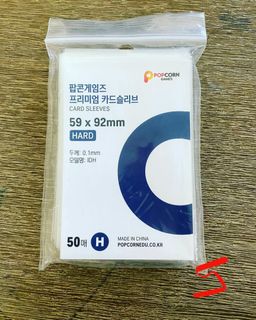 POPCORN
GAMES
팝콘게임즈
프리미엄 카드슬리브
CARD SLEEVES
59 x 92mm
HARD
두께: 0.1mm
모델명: IDH
50매 H
MADE IN CHINA
POPCORNEDU.CO.KR
5